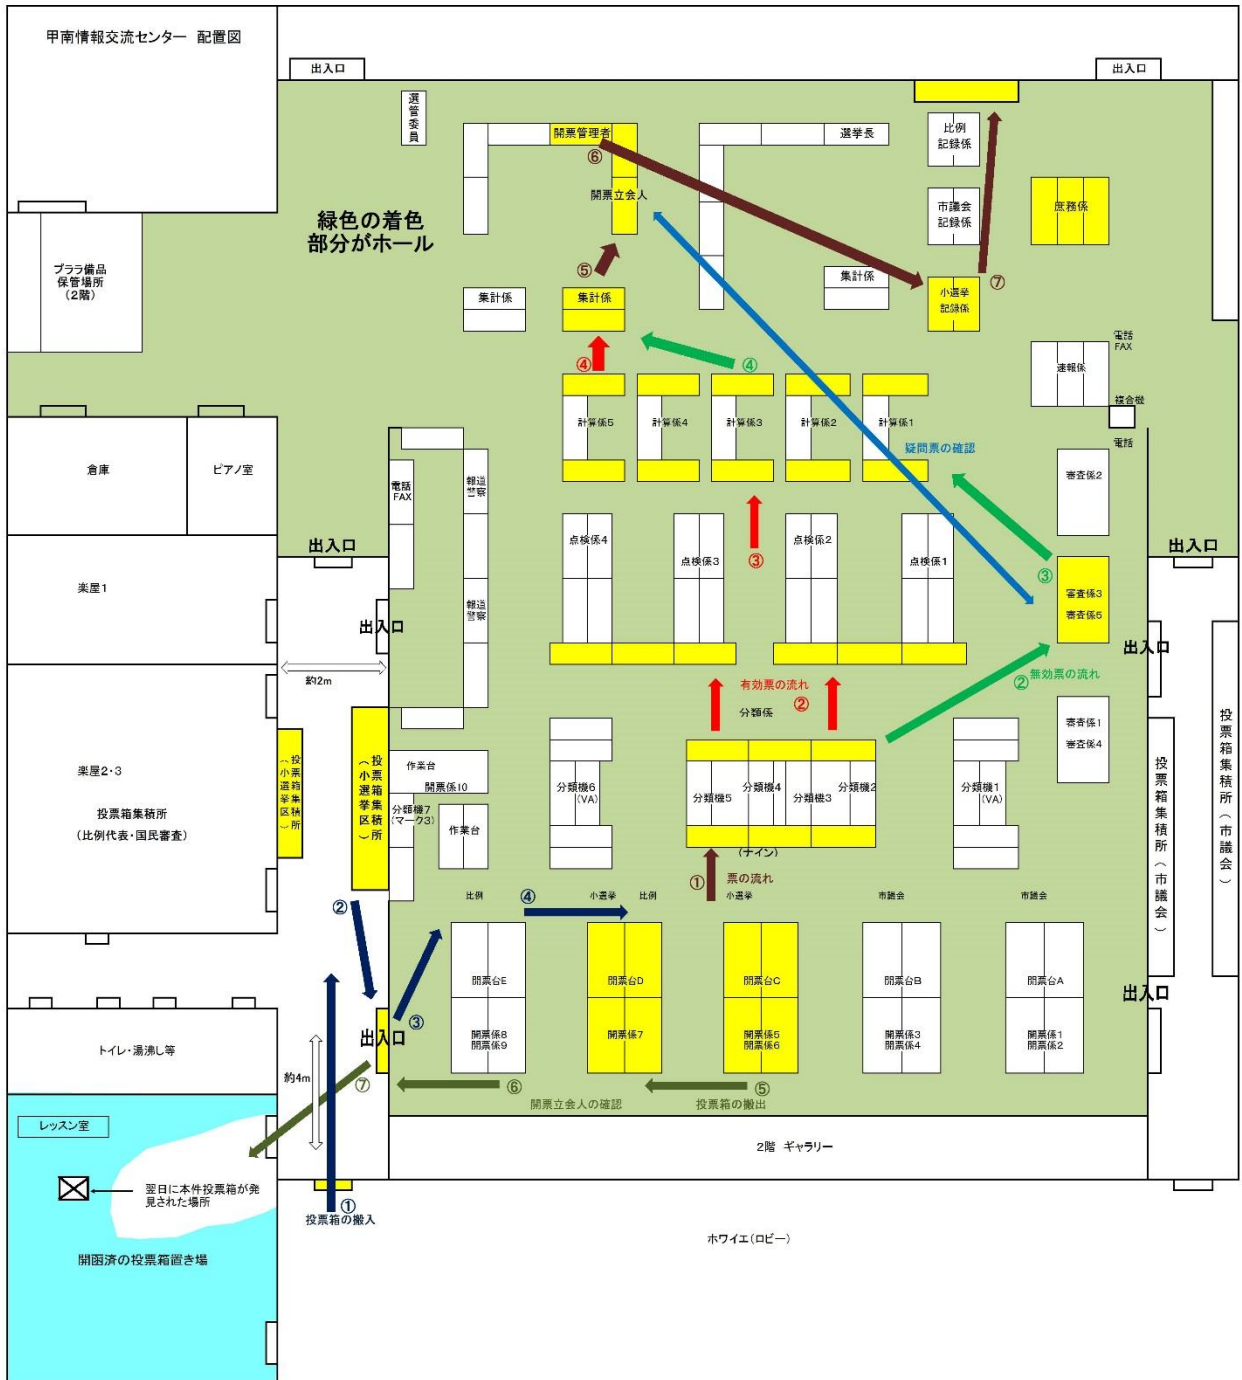 甲南情報交流センター 配置図
出入口
出入口
選管委員
開票管理者
⑥
開票立会人
選挙長
比例
記録係
市議会
記録係
庶務係
緑色の着色
部分がホール
プララ備品
保管場所
(2階)
⑤
集計係
集計係
集計係
小選挙
記録係
⑦
④
④
電話
FAX
速報係
複合機
電話
計算係5
計算係4
計算係3
計算係2
計算係1
疑問票の確認
倉庫
ピアノ室
電話
FAX
報道
警察
審査係2
出入口
点検係4
点検係3
③
点検係2
点検係1
出入口
③
楽屋1
報道
警察
審査係3
審査係5
出入口
出入口
約2m
有効票の流れ
②
分類係
②
無効票の流れ
審査係1
審査係4
投票箱集積所
(小選挙区)
投票箱集積所
(小選挙区)
楽屋2・3
投票箱集積所
(比例代表・国民審査)
作業台
開票係10
分類機7
(マーク3)
作業台
分類機6
(VA)
分類機5
分類機4
分類機3
分類機2
分類機1
(VA)
(ナイン)
投票箱集積所(市議会)
投票箱集積所(市議会)
①
票の流れ
②
比例
④
小選挙
比例
小選挙
市議会
市議会
開票台E
開票台D
開票台C
開票台B
開票台A
出入口
出入口
③
開票係8
開票係9
開票係7
開票係5
開票係6
開票係3
開票係4
開票係1
開票係2
トイレ・湯沸し等
約4m
⑦
⑥
⑤
開票立会人の確認
投票箱の搬出
レッスン室
2階 ギャラリー
翌日に本件投票箱が発
見された場所
①
投票箱の搬入
ホワイエ(ロビー)
開函済の投票箱置き場